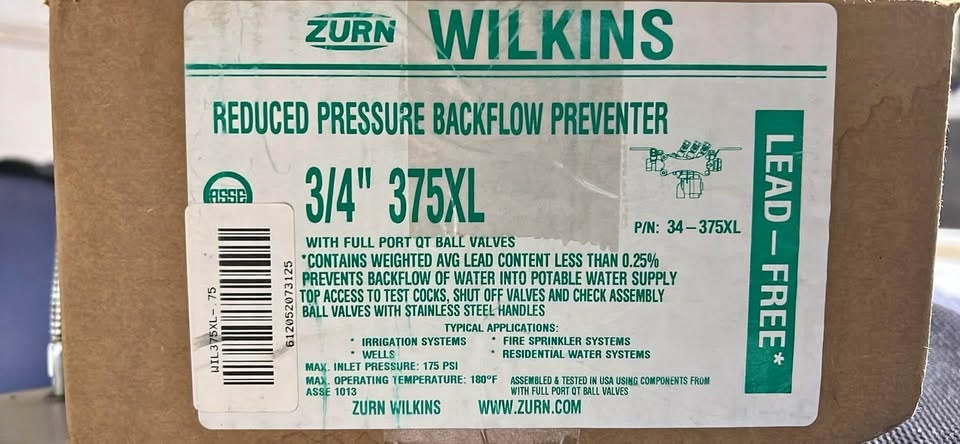 ZURN WILKINS
REDUCED PRESSURE BACKFLOW PREVENTER
ASSE
3/4" 375XL
P/N: 34-375XL
LEAD-FREE*
WITH FULL PORT QT BALL VALVES
*CONTAINS WEIGHTED AVG LEAD CONTENT LESS THAN 0.25%
PREVENTS BACKFLOW OF WATER INTO POTABLE WATER SUPPLY
TOP ACCESS TO TEST COCKS, SHUT OFF VALVES AND CHECK ASSEMBLY
BALL VALVES WITH STAINLESS STEEL HANDLES
TYPICAL APPLICATIONS:
* IRRIGATION SYSTEMS * FIRE SPRINKLER SYSTEMS
* WELLS * RESIDENTIAL WATER SYSTEMS
MAX. INLET PRESSURE: 175 PSI
MAX. OPERATING TEMPERATURE: 180°F
ASSE 1013
ASSEMBLED & TESTED IN USA USING COMPONENTS FROM
WITH FULL PORT QT BALL VALVES
ZURN WILKINS WWW.ZURN.COM
WIL375XL-.75
612052073125